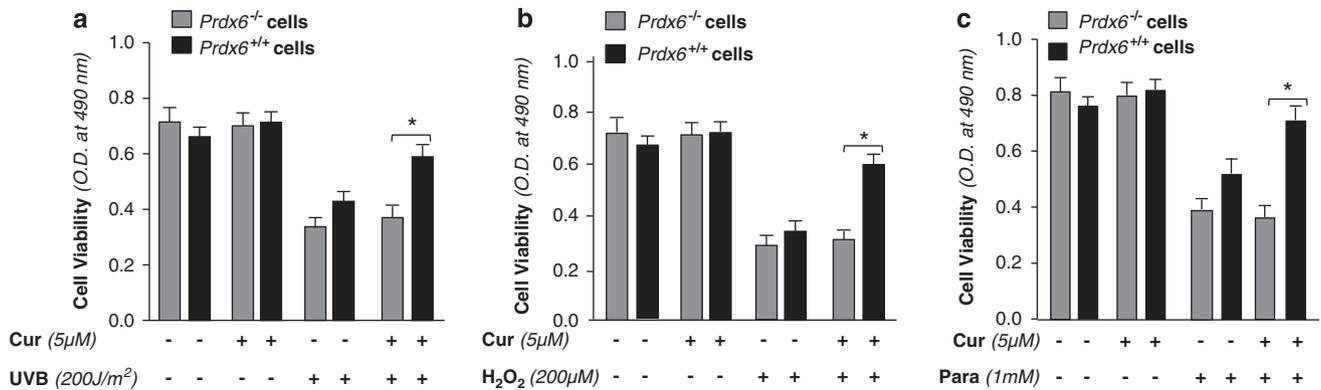 a
Prdx6-/- cells
Prdx6+/+ cells
Cell Viability (O.D. at 490 nm)
1.0
0.8
0.6
0.4
0.2
0.0
*
Cur (5µM) - - + + - - + +
UVB (200J/m²) - - - - + + + +
b
Prdx6-/- cells
Prdx6+/+ cells
Cell Viability (O.D. at 490 nm)
1.0
0.8
0.6
0.4
0.2
0.0
*
Cur (5µM) - - + + - - + +
H₂O₂ (200µM) - - - - + + + +
c
Prdx6-/- cells
Prdx6+/+ cells
Cell Viability (O.D. at 490 nm)
1.0
0.8
0.6
0.4
0.2
0.0
*
Cur (5µM) - - + + - - + +
Para (1mM) - - - - + + + +